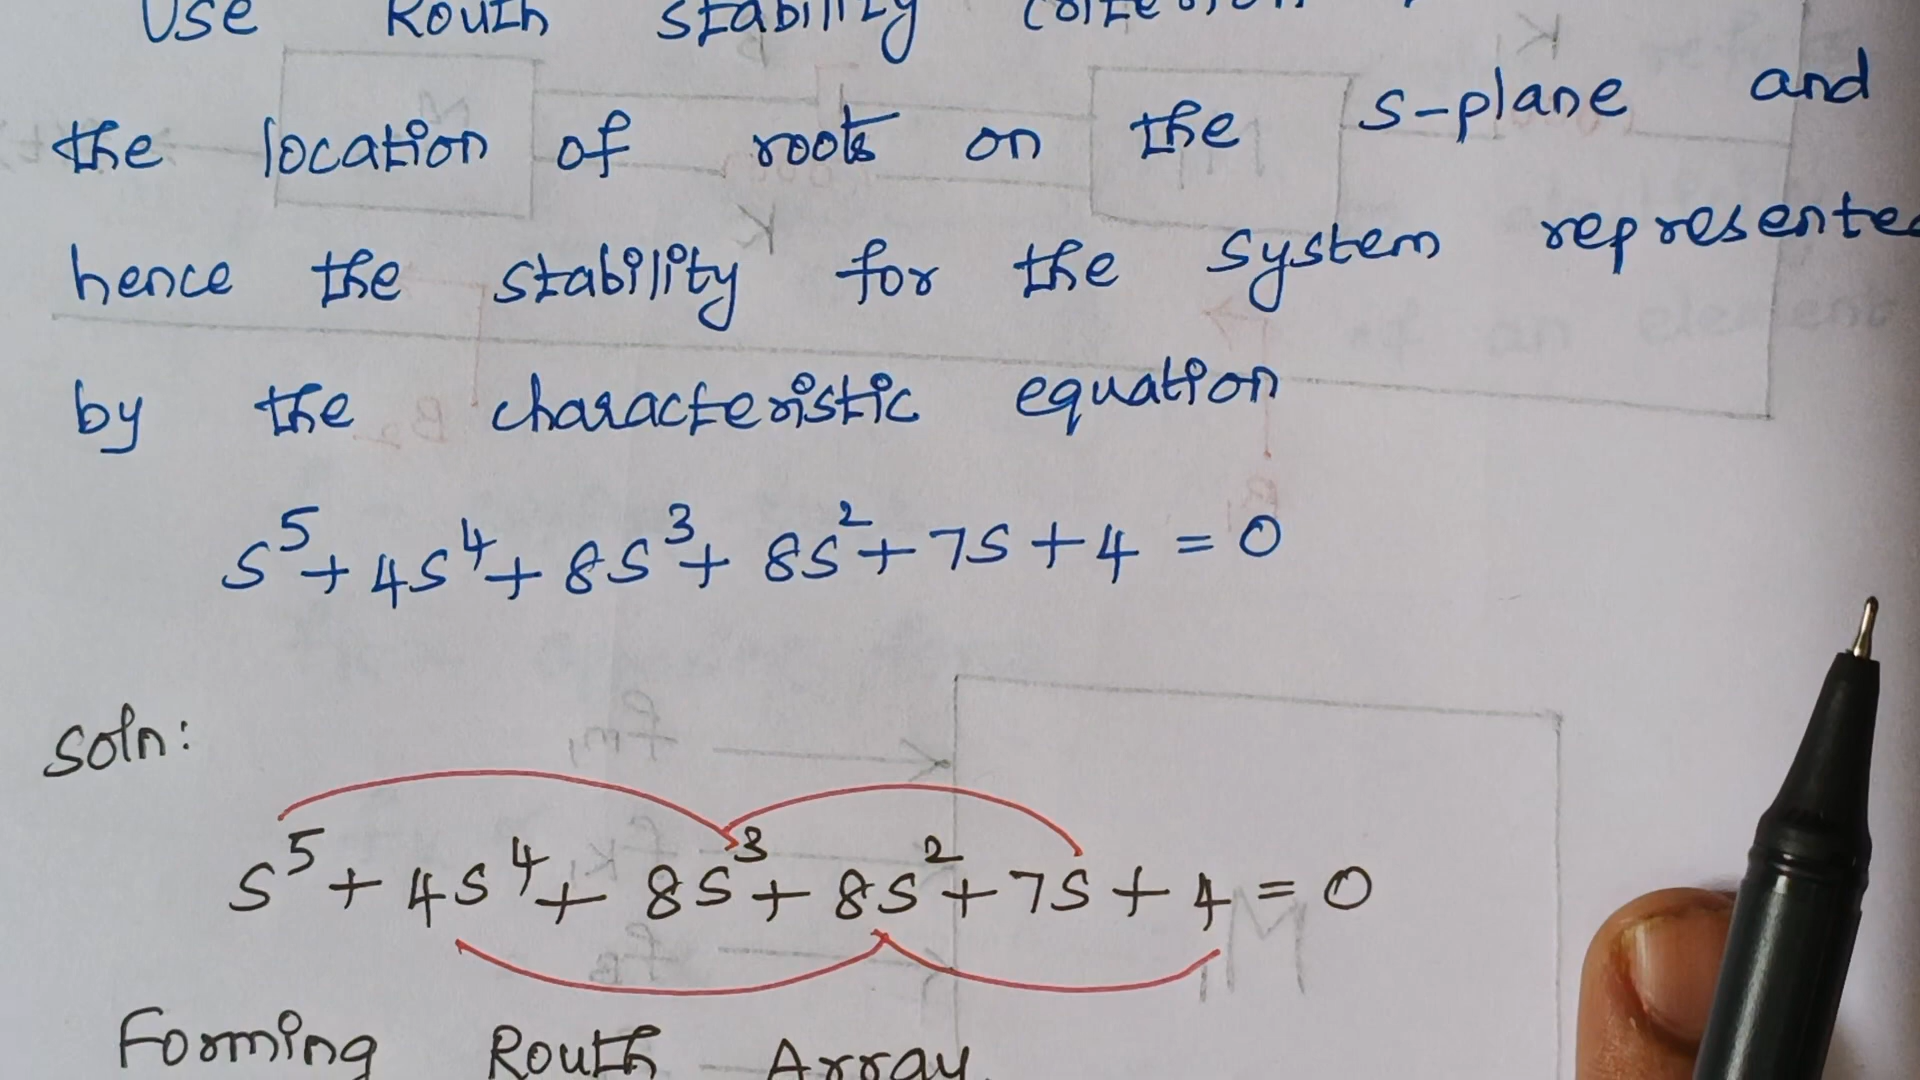 Use Routh stability criterion
the location of roots on the s-plane and
hence the stability for the system represente
by the characteristic equation
s⁵ + 4s⁴ + 8s³ + 8s² + 7s + 4 = 0
Soln:
s⁵ + 4s⁴ + 8s³ + 8s² + 7s + 4 = 0
Forming Routh Array